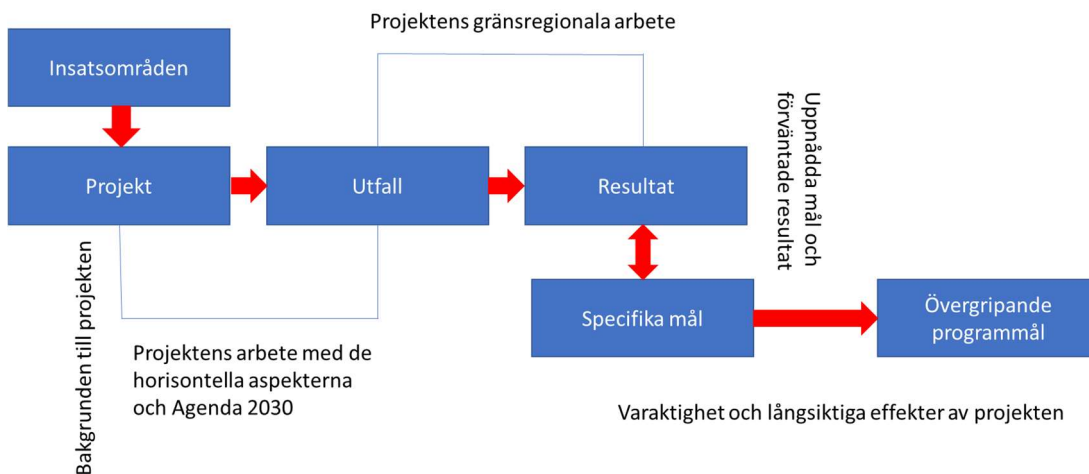 Projektens gränsregionala arbete
Insatsområden
Projekt
Utfall
Resultat
Uppnådda mål och
förväntade resultat
Specifika mål
Övergripande
programmål
Bakgrunden till projekten
Projektens arbete med de
horisontella aspekterna
och Agenda 2030
Varaktighet och långsiktiga effekter av projekten